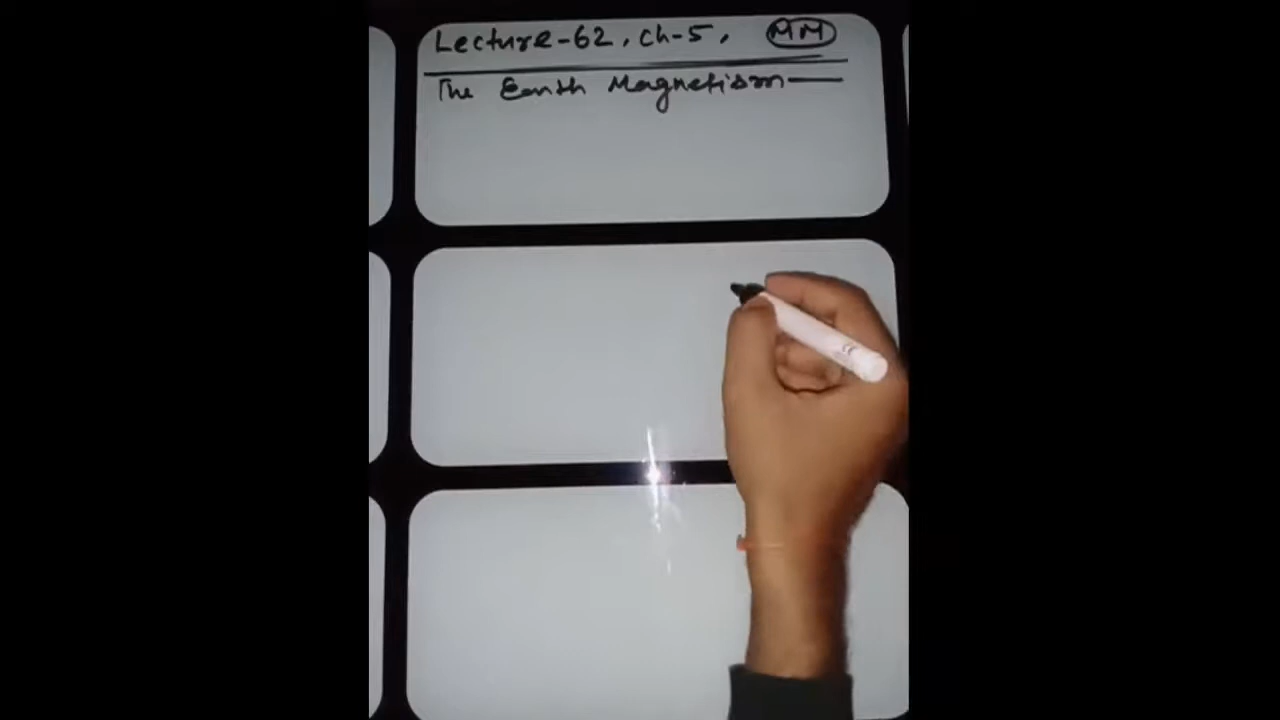 Lecture-62, Ch-5, MM
The Earth Magnetism—